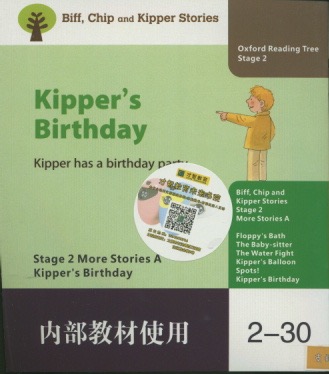 Biff, Chip and Kipper Stories
Oxford Reading Tree
Stage 2
Kipper's
Birthday
Kipper has a birthday party
Biff, Chip and
Kipper Stories
Stage 2
More Stories A
Floppy's Bath
The Baby-sitter
The Water Fight
Kipper's Balloon
Spots!
Kipper's Birthday
Stage 2 More Stories A
Kipper's Birthday
内部教材使用
2-30